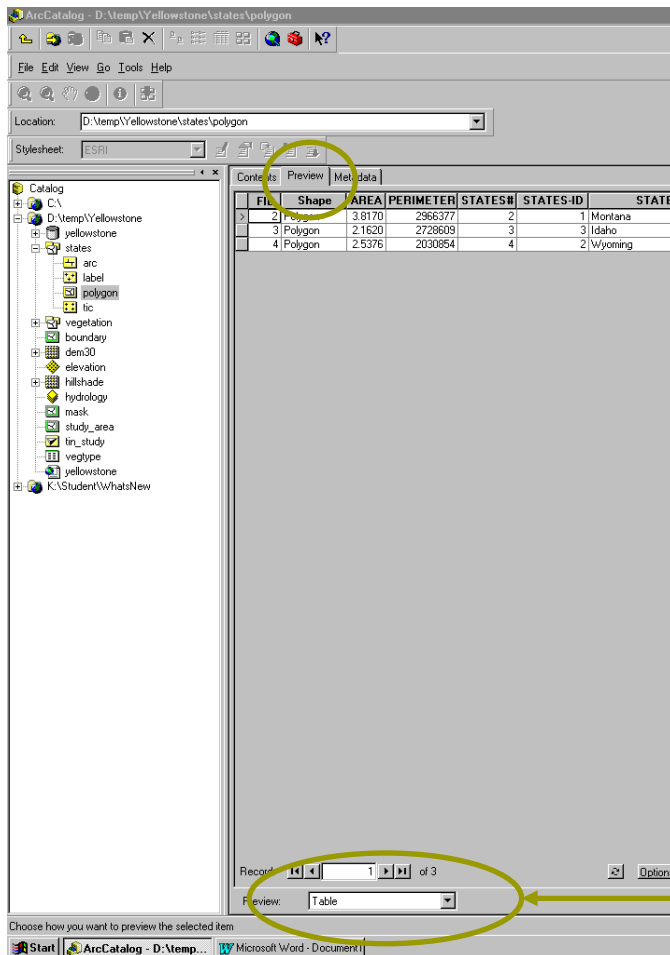 ArcCatalog - D:\temp\Yellowstone\states\polygon
File Edit View Go Tools Help
Location: D:\temp\Yellowstone\states\polygon
Stylesheet: ESRI
Contents Preview Metadata
Catalog
C:\
D:\temp\Yellowstone
yellowstone
states
arc
label
polygon
tic
vegetation
boundary
dem30
elevation
hillshade
hydrology
mask
study_area
tin_study
vegtype
yellowstone
K:\Student\WhatsNew
Shape AREA PERIMETER STATES# STATES-ID STATE
2 Polygon 3.8170 2966377 2 1 Montana
3 Polygon 2.1620 2728609 3 3 Idaho
4 Polygon 2.5376 2030854 4 2 Wyoming
Record: 1 of 3 Options
Preview: Table
Choose how you want to preview the selected item
Start ArcCatalog - D:\temp... Microsoft Word - Document1